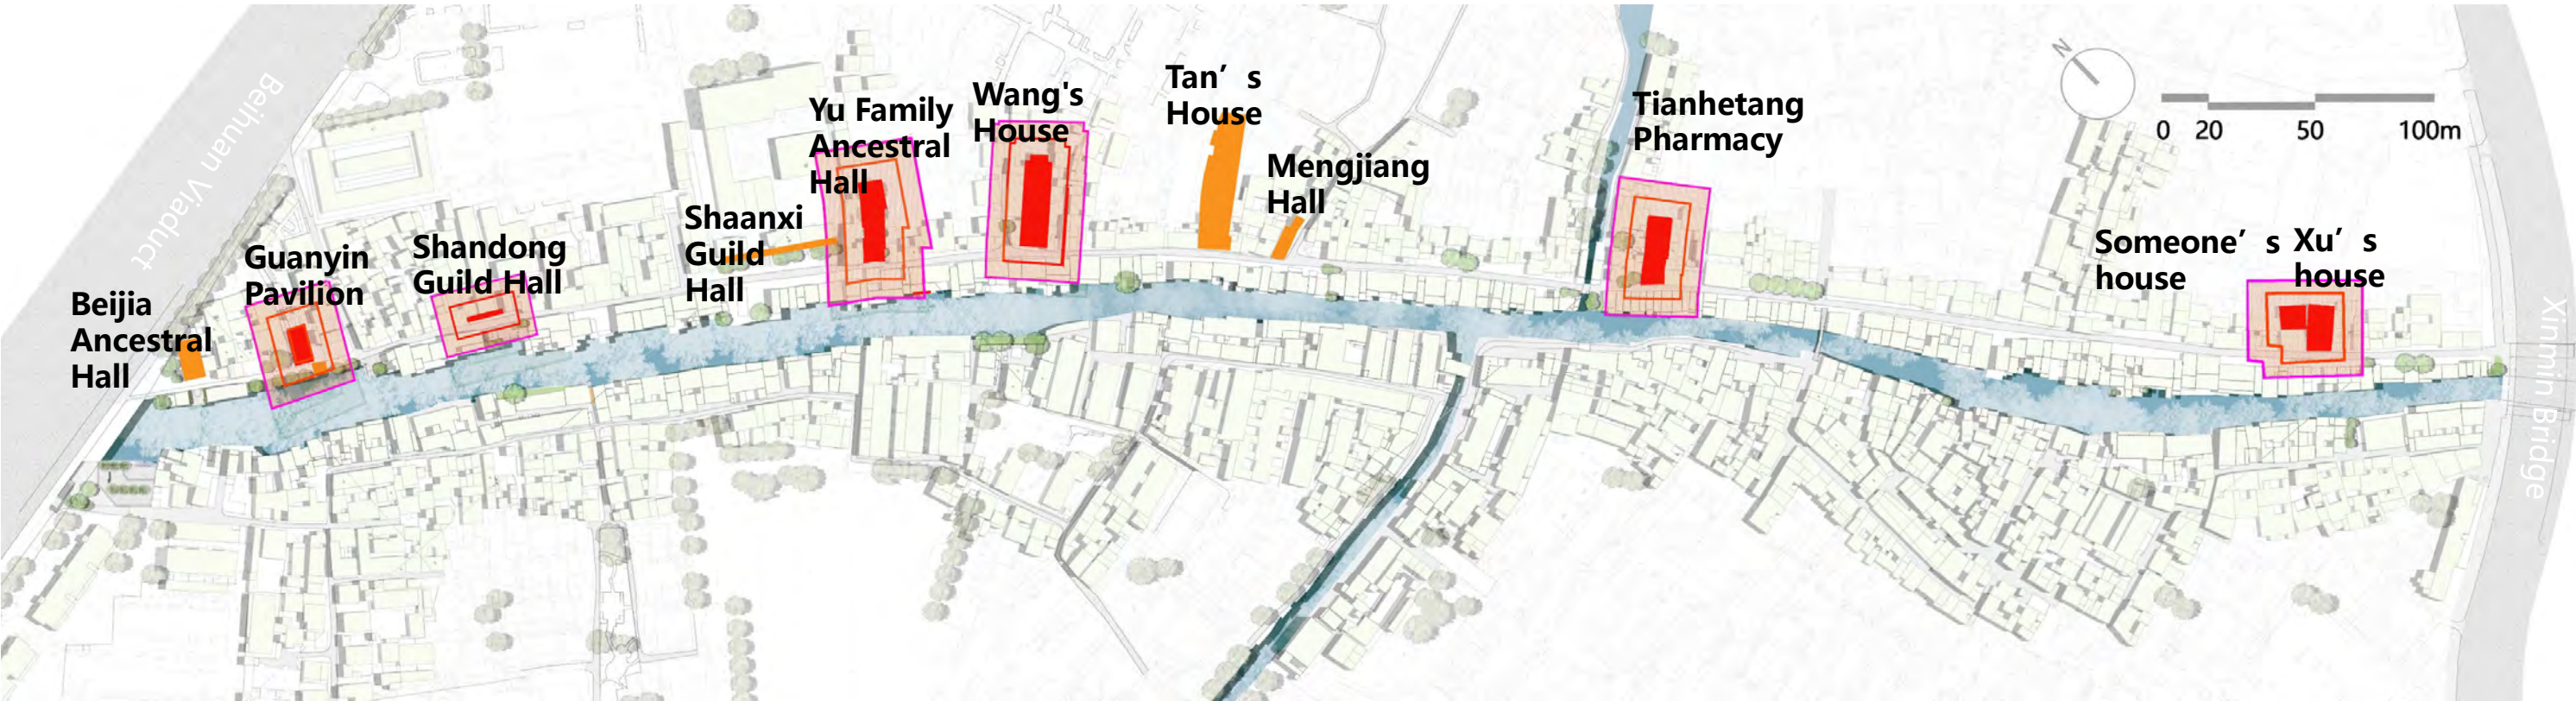 Beihuan Viaduct
Beijia
Ancestral
Hall
Guanyin
Pavilion
Shandong
Guild Hall
Shaanxi
Guild
Hall
Yu Family
Ancestral
Hall
Wang's
House
Tan’s
House
Mengjiang
Hall
Tianhetang
Pharmacy
Someone’s
house
Xu’s
house
N
0 20 50 100m
Xinmin Bridge